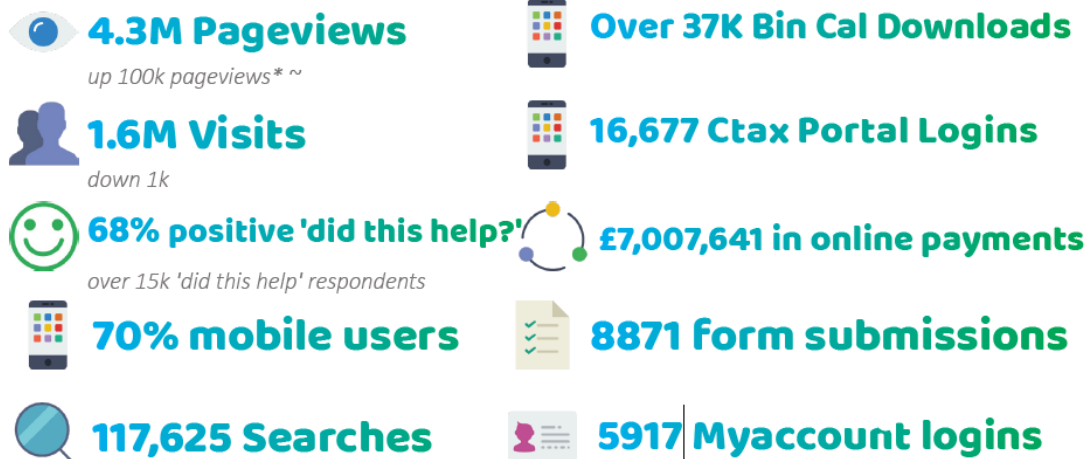 4.3M Pageviews
up 100k pageviews* ~
1.6M Visits
down 1k
68% positive 'did this help?'
over 15k 'did this help' respondents
70% mobile users
117,625 Searches
Over 37K Bin Cal Downloads
16,677 Ctax Portal Logins
£7,007,641 in online payments
8871 form submissions
5917 Myaccount logins